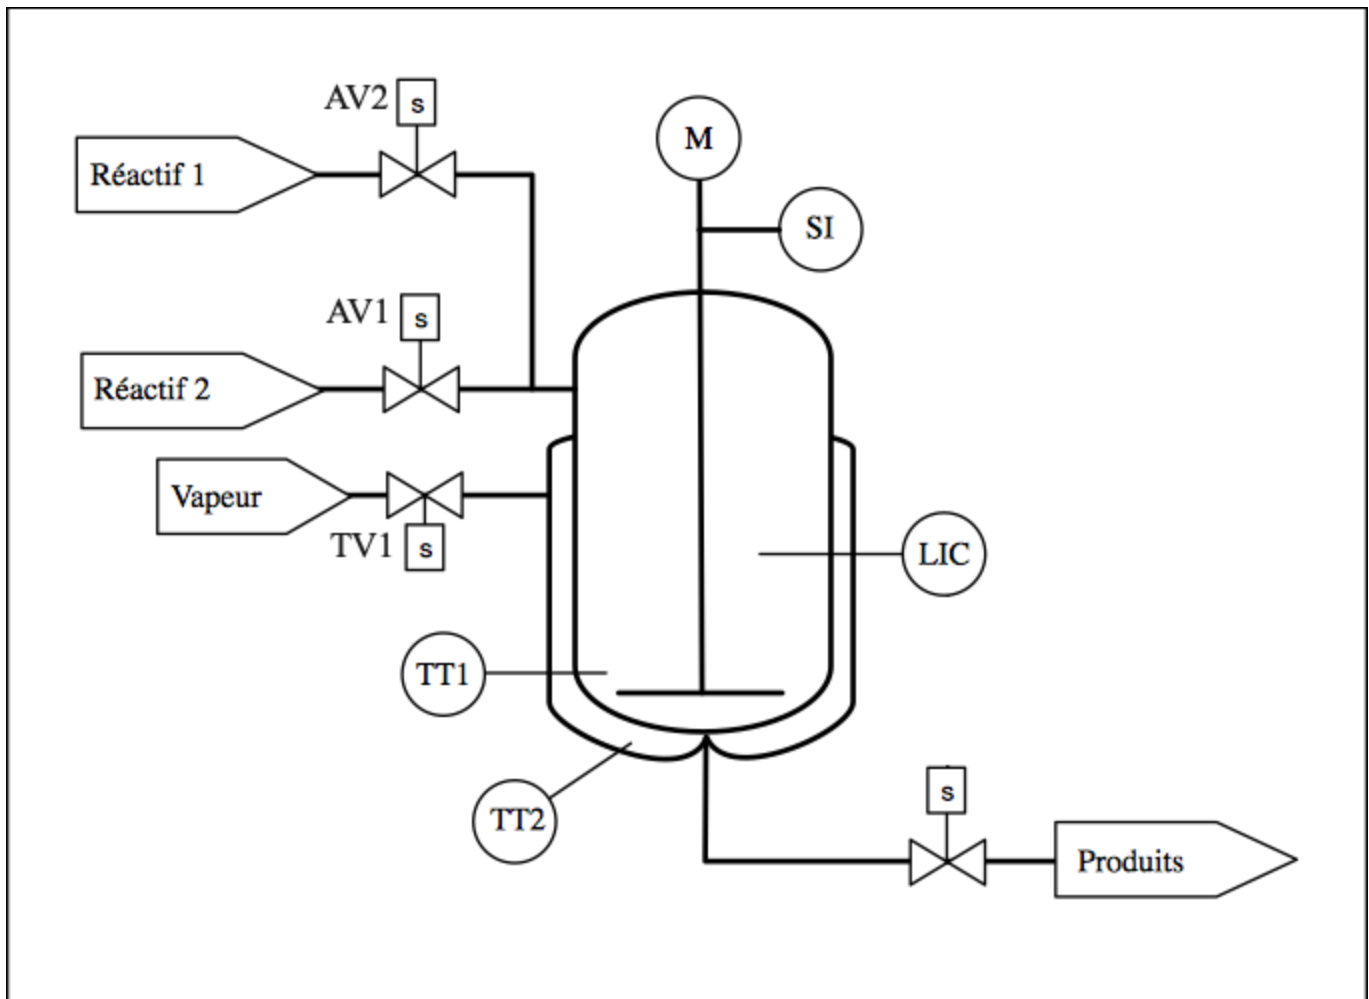 AV2
s
M
Réactif 1
SI
AV1
s
Réactif 2
Vapeur
TV1
s
LIC
TT1
s
TT2
Produits